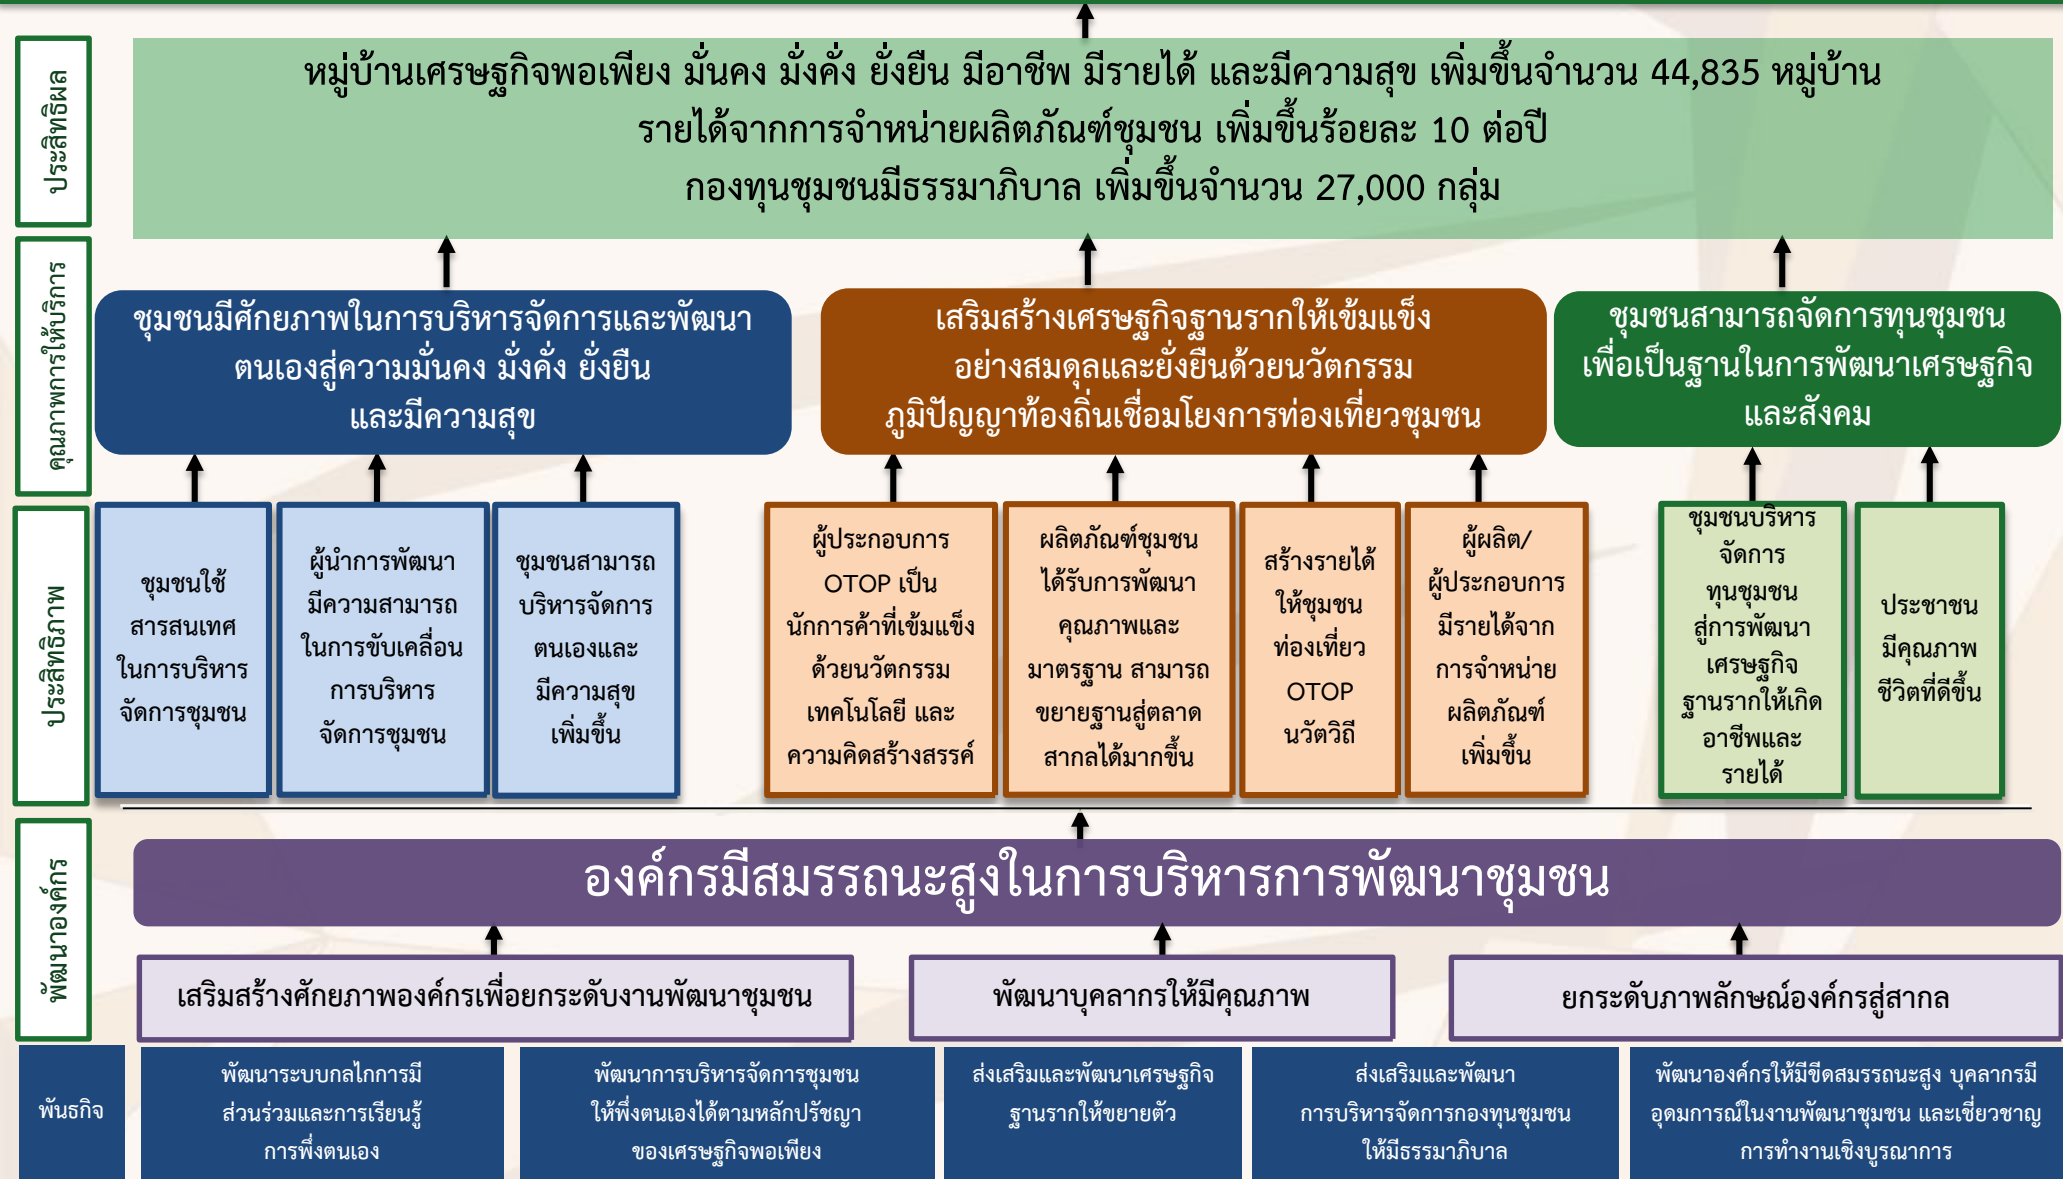 ประสิทธิผล
หมู่บ้านเศรษฐกิจพอเพียง มั่นคง มั่งคั่ง ยั่งยืน มีอาชีพ มีรายได้ และมีความสุข เพิ่มขึ้นจำนวน 44,835 หมู่บ้าน
รายได้จากการจำหน่ายผลิตภัณฑ์ชุมชน เพิ่มขึ้นร้อยละ 10 ต่อปี
กองทุนชุมชนมีธรรมาภิบาล เพิ่มขึ้นจำนวน 27,000 กลุ่ม
คุณภาพการให้บริการ
ชุมชนมีศักยภาพในการบริหารจัดการและพัฒนา
ตนเองสู่ความมั่นคง มั่งคั่ง ยั่งยืน
และมีความสุข
เสริมสร้างเศรษฐกิจฐานรากให้เข้มแข็ง
อย่างสมดุลและยั่งยืนด้วยนวัตกรรม
ภูมิปัญญาท้องถิ่นเชื่อมโยงการท่องเที่ยวชุมชน
ชุมชนสามารถจัดการทุนชุมชน
เพื่อเป็นฐานในการพัฒนาเศรษฐกิจ
และสังคม
ประสิทธิภาพ
ชุมชนใช้
สารสนเทศ
ในการบริหาร
จัดการชุมชน
ผู้นำการพัฒนา
มีความสามารถ
ในการขับเคลื่อน
การบริหาร
จัดการชุมชน
ชุมชนสามารถ
บริหารจัดการ
ตนเองและ
มีความสุข
เพิ่มขึ้น
ผู้ประกอบการ
OTOP เป็น
นักการค้าที่เข้มแข็ง
ด้วยนวัตกรรม
เทคโนโลยี และ
ความคิดสร้างสรรค์
ผลิตภัณฑ์ชุมชน
ได้รับการพัฒนา
คุณภาพและ
มาตรฐาน สามารถ
ขยายฐานสู่ตลาด
สากลได้มากขึ้น
สร้างรายได้
ให้ชุมชน
ท่องเที่ยว
OTOP
นวัตวิถี
ผู้ผลิต/
ผู้ประกอบการ
มีรายได้จาก
การจำหน่าย
ผลิตภัณฑ์
เพิ่มขึ้น
ชุมชนบริหาร
จัดการ
ทุนชุมชน
สู่การพัฒนา
เศรษฐกิจ
ฐานรากให้เกิด
อาชีพและ
รายได้
ประชาชน
มีคุณภาพ
ชีวิตที่ดีขึ้น
พัฒนาองค์กร
องค์กรมีสมรรถนะสูงในการบริหารการพัฒนาชุมชน
เสริมสร้างศักยภาพองค์กรเพื่อยกระดับงานพัฒนาชุมชน
พัฒนาบุคลากรให้มีคุณภาพ
ยกระดับภาพลักษณ์องค์กรสู่สากล
พันธกิจ
พัฒนาระบบกลไกการมี
ส่วนร่วมและการเรียนรู้
การพึ่งตนเอง
พัฒนาการบริหารจัดการชุมชน
ให้พึ่งตนเองได้ตามหลักปรัชญา
ของเศรษฐกิจพอเพียง
ส่งเสริมและพัฒนาเศรษฐกิจ
ฐานรากให้ขยายตัว
ส่งเสริมและพัฒนา
การบริหารจัดการกองทุนชุมชน
ให้มีธรรมาภิบาล
พัฒนาองค์กรให้มีขีดสมรรถนะสูง บุคลากรมี
อุดมการณ์ในงานพัฒนาชุมชน และเชี่ยวชาญ
การทำงานเชิงบูรณาการ